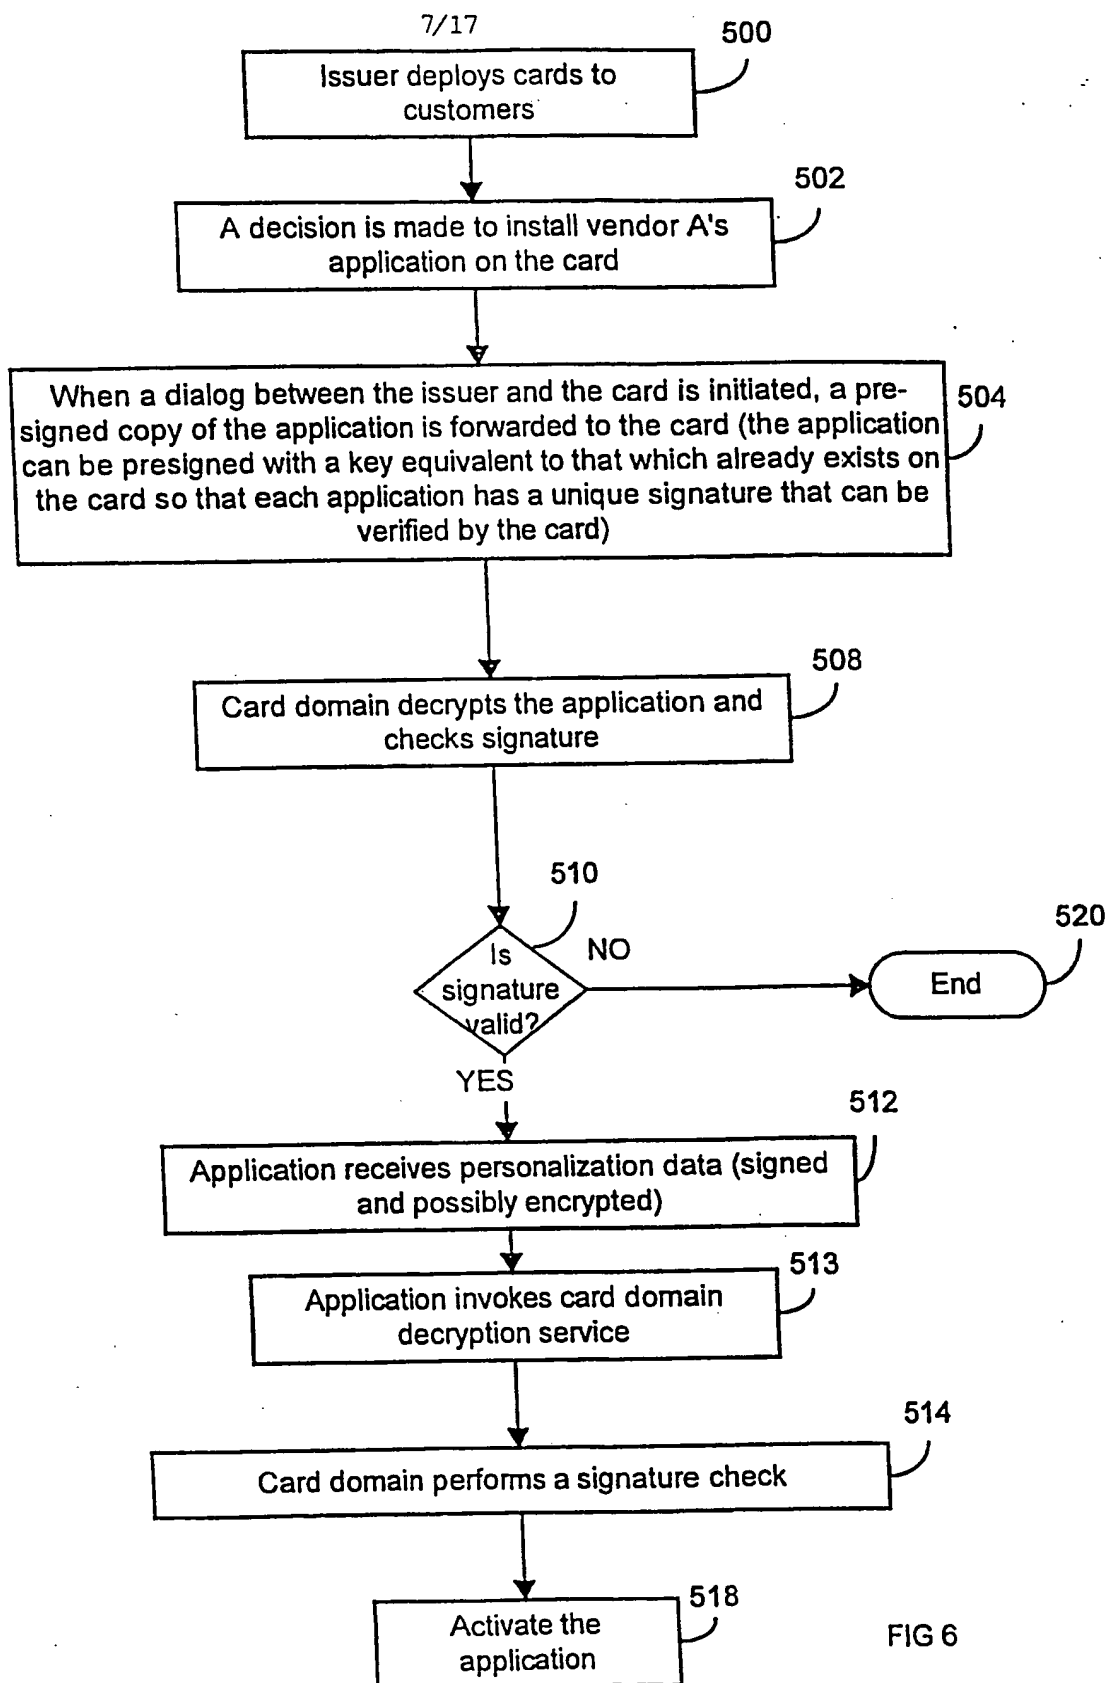 7/17
500
Issuer deploys cards to
customers
502
A decision is made to install vendor A's
application on the card
504
When a dialog between the issuer and the card is initiated, a pre-
signed copy of the application is forwarded to the card (the application
can be presigned with a key equivalent to that which already exists on
the card so that each application has a unique signature that can be
verified by the card)
508
Card domain decrypts the application and
checks signature
510
Is
signature
valid?
NO
520
End
YES
512
Application receives personalization data (signed
and possibly encrypted)
513
Application invokes card domain
decryption service
514
Card domain performs a signature check
518
Activate the
application
FIG 6